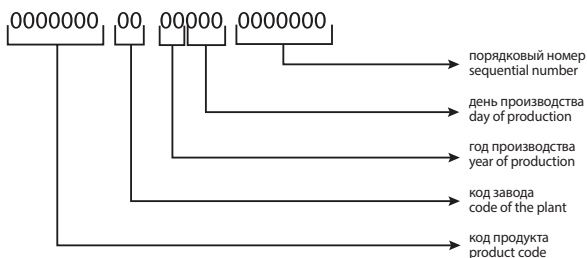 0000000 00 00000 0000000
порядковый номер
sequential number
день производства
day of production
год производства
year of production
код завода
code of the plant
код продукта
product code